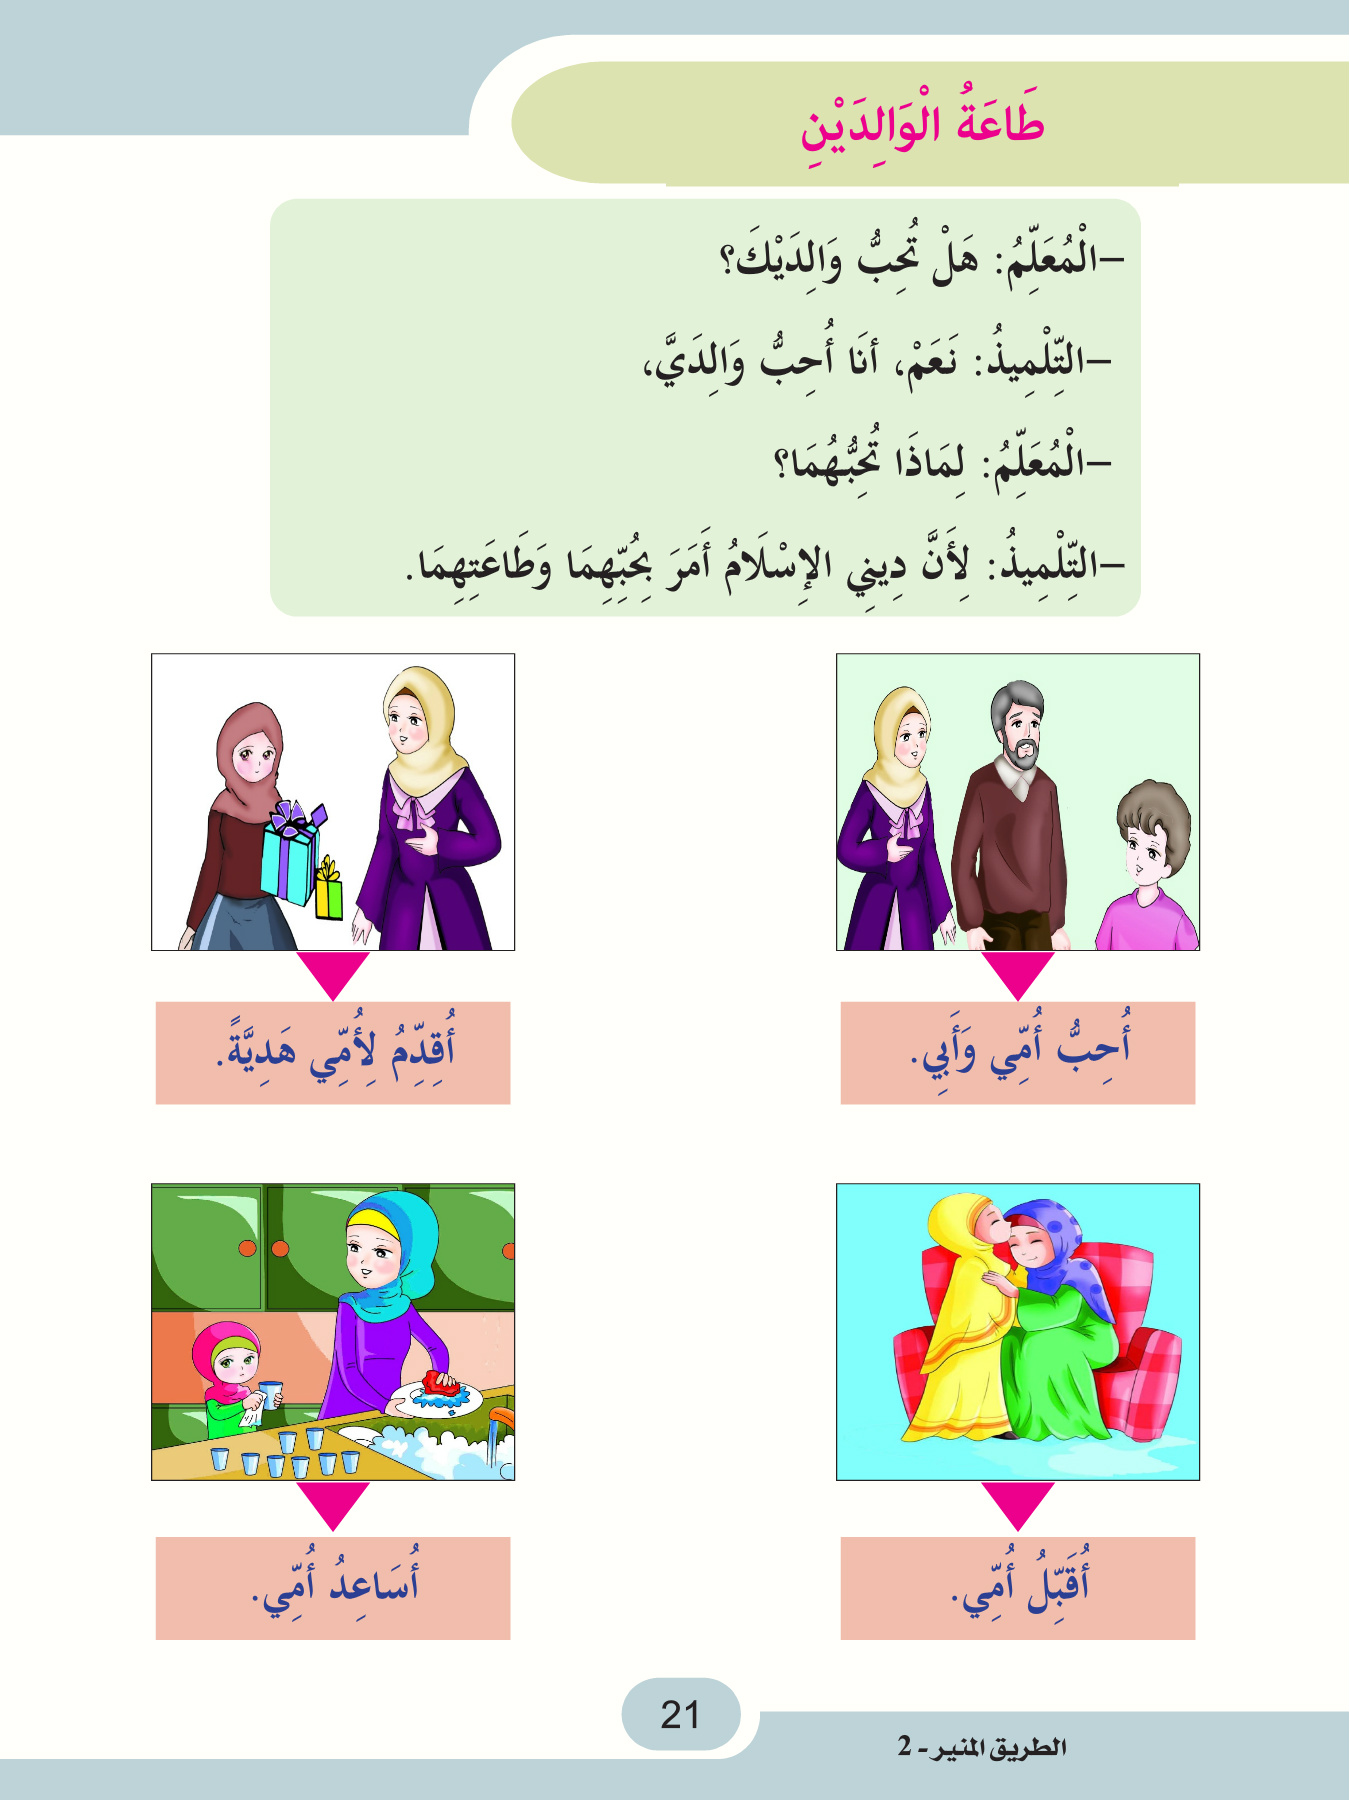 طَاعَةُ الْوَالِدَيْنِ
–الْمُعَلِّمُ: هَلْ تُحِبُّ وَالِدَيْكَ؟
–التِّلْمِيذُ: نَعَمْ، أنَا أُحِبُّ وَالِدَيَّ،
–الْمُعَلِّمُ: لِمَاذَا تُحِبُّهُمَا؟
–التِّلْمِيذُ: لِأَنَّ دِينِي الإِسْلَامُ أَمَرَ بِحُبِّهِمَا وَطَاعَتِهِمَا.
أُحِبُّ أُمِّي وَأَبِي.
أُقِدِّمُ لِأُمِّي هَدِيَّةً.
أُقَبِّلُ أُمِّي.
أُسَاعِدُ أُمِّي.
21
الطريق المنير - 2